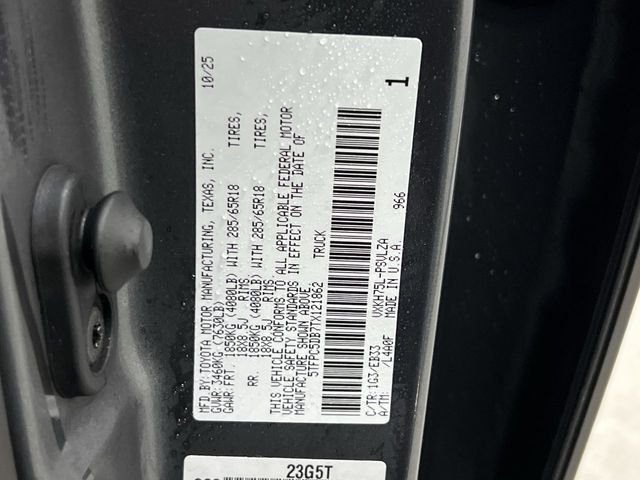 MFD.BY:TOYOTA MOTOR MANUFACTURING, TEXAS, INC. 10/25
GVWR:3460KG (7630LB)
GAWR:FRT. 1850KG (4080LB) WITH 285/65R18 TIRES,
18X8.5J RIMS
RR. 1850KG (4080LB) WITH 285/65R18 TIRES,
18X8.5J RIMS
THIS VEHICLE CONFORMS TO ALL APPLICABLE FEDERAL MOTOR
VEHICLE SAFETY STANDARDS IN EFFECT ON THE DATE OF
MANUFACTURE SHOWN ABOVE.
5TFPC5DB7TX121862 TRUCK
C/TR:1G3/EB33 VXKH75L-PSVLZA 966
A/TM: /L4A0F MADE IN U.S.A.
1
23G5T